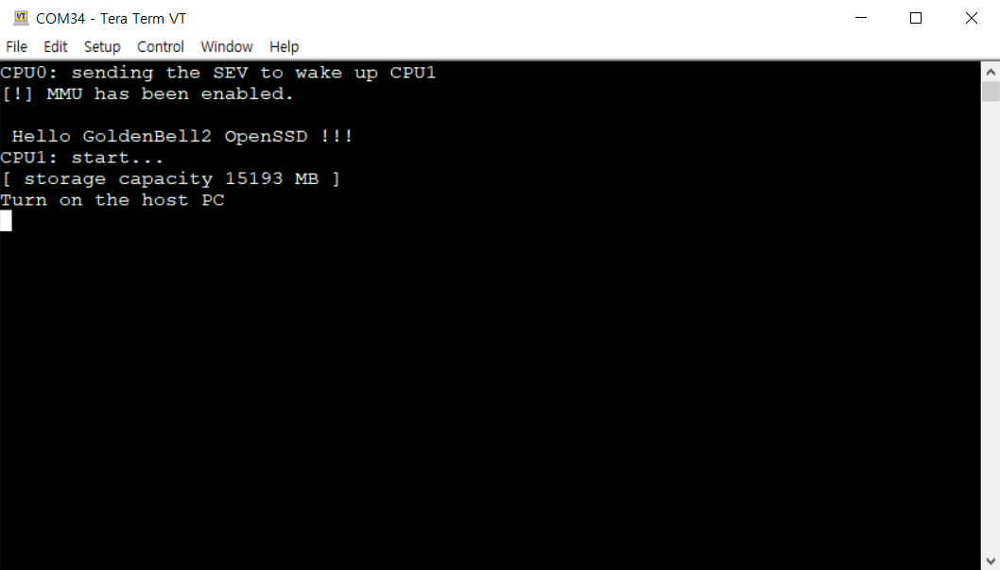 COM34 - Tera Term VT
File Edit Setup Control Window Help
CPU0: sending the SEV to wake up CPU1
[!] MMU has been enabled.
Hello GoldenBell2 OpenSSD !!!
CPU1: start...
[ storage capacity 15193 MB ]
Turn on the host PC